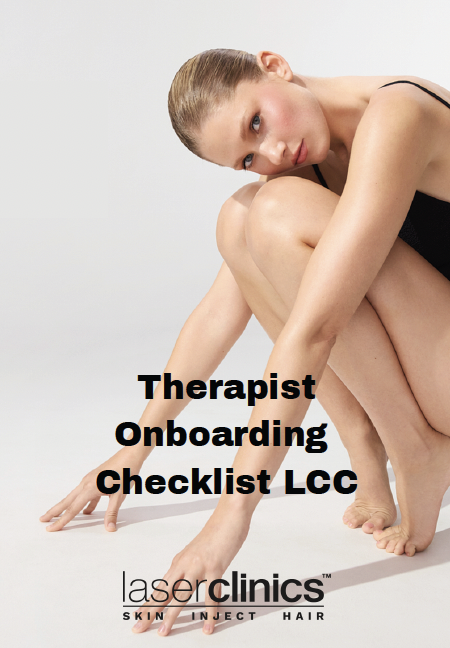 Therapist
Onboarding
Checklist LCC
laserclinics™
SKIN INJECT HAIR